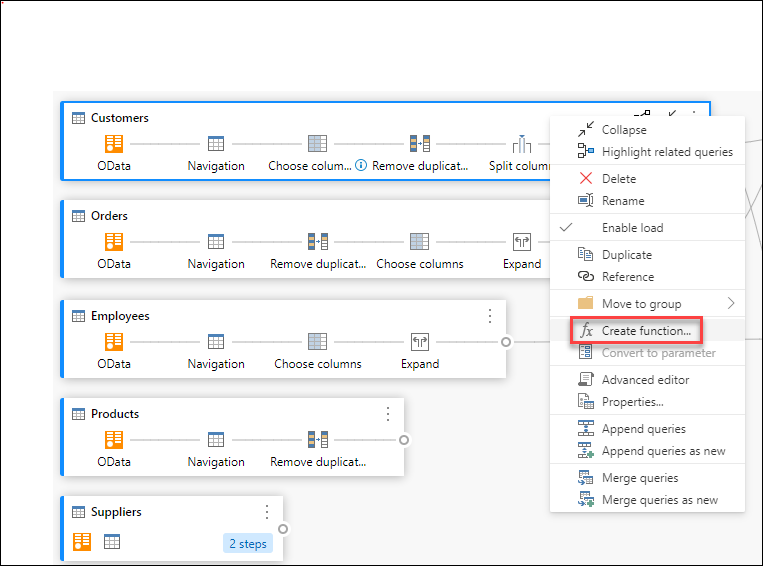 Customers
OData
Navigation
Choose colum...
Remove duplicat...
Split column
Orders
OData
Navigation
Remove duplicat...
Choose columns
Expand
Employees
OData
Navigation
Choose columns
Expand
Products
OData
Navigation
Remove duplicat...
Suppliers
2 steps
Collapse
Highlight related queries
Delete
Rename
Enable load
Duplicate
Reference
Move to group
fx Create function...
Convert to parameter
Advanced editor
Properties...
Append queries
Append queries as new
Merge queries
Merge queries as new